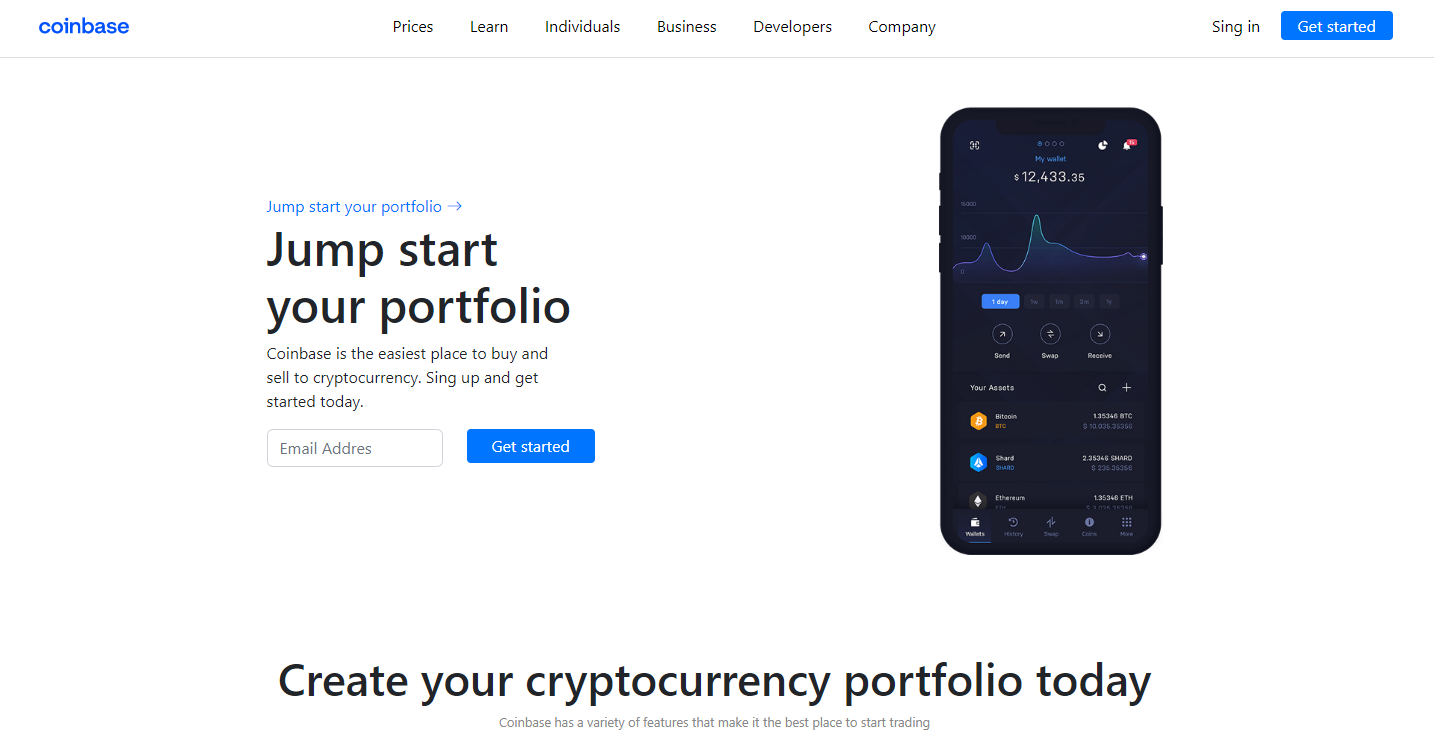 coinbase
Prices Learn Individuals Business Developers Company
Sing in Get started
Jump start your portfolio →
Jump start
your portfolio
Coinbase is the easiest place to buy and
sell to cryptocurrency. Sing up and get
started today.
Email Addres Get started
My wallet
$ 12,433.35
15000
10000
0
1 day 1w 1m 2m 1y
Send Swap Receive
Your Assets
Bitcoin 1.35346 BTC
BTC $ 10,035.35356
Shard 2.35346 SHARD
SHARD $ 235.35356
Ethereum 1.35346 ETH
ETH
Wallets History Swap Coins More
Create your cryptocurrency portfolio today
Coinbase has a variety of features that make it the best place to start trading